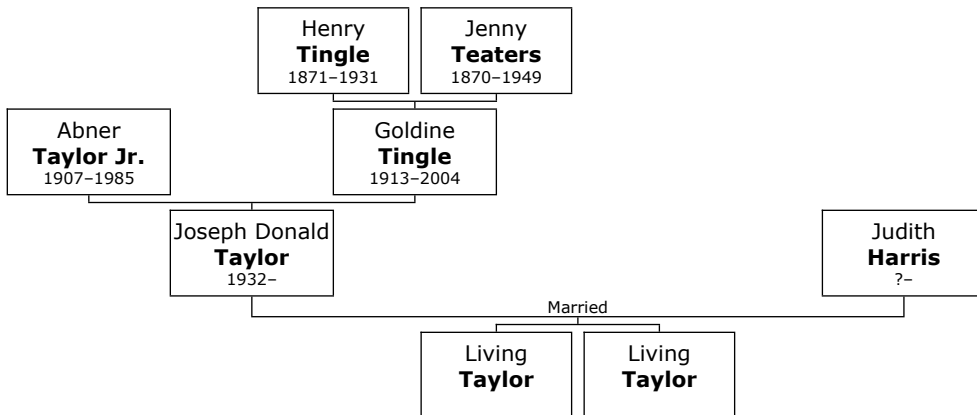 Henry
Tingle
1871–1931
Jenny
Teaters
1870–1949
Abner
Taylor Jr.
1907–1985
Goldine
Tingle
1913–2004
Joseph Donald
Taylor
1932–
Judith
Harris
?–
Married
Living
Taylor
Living
Taylor